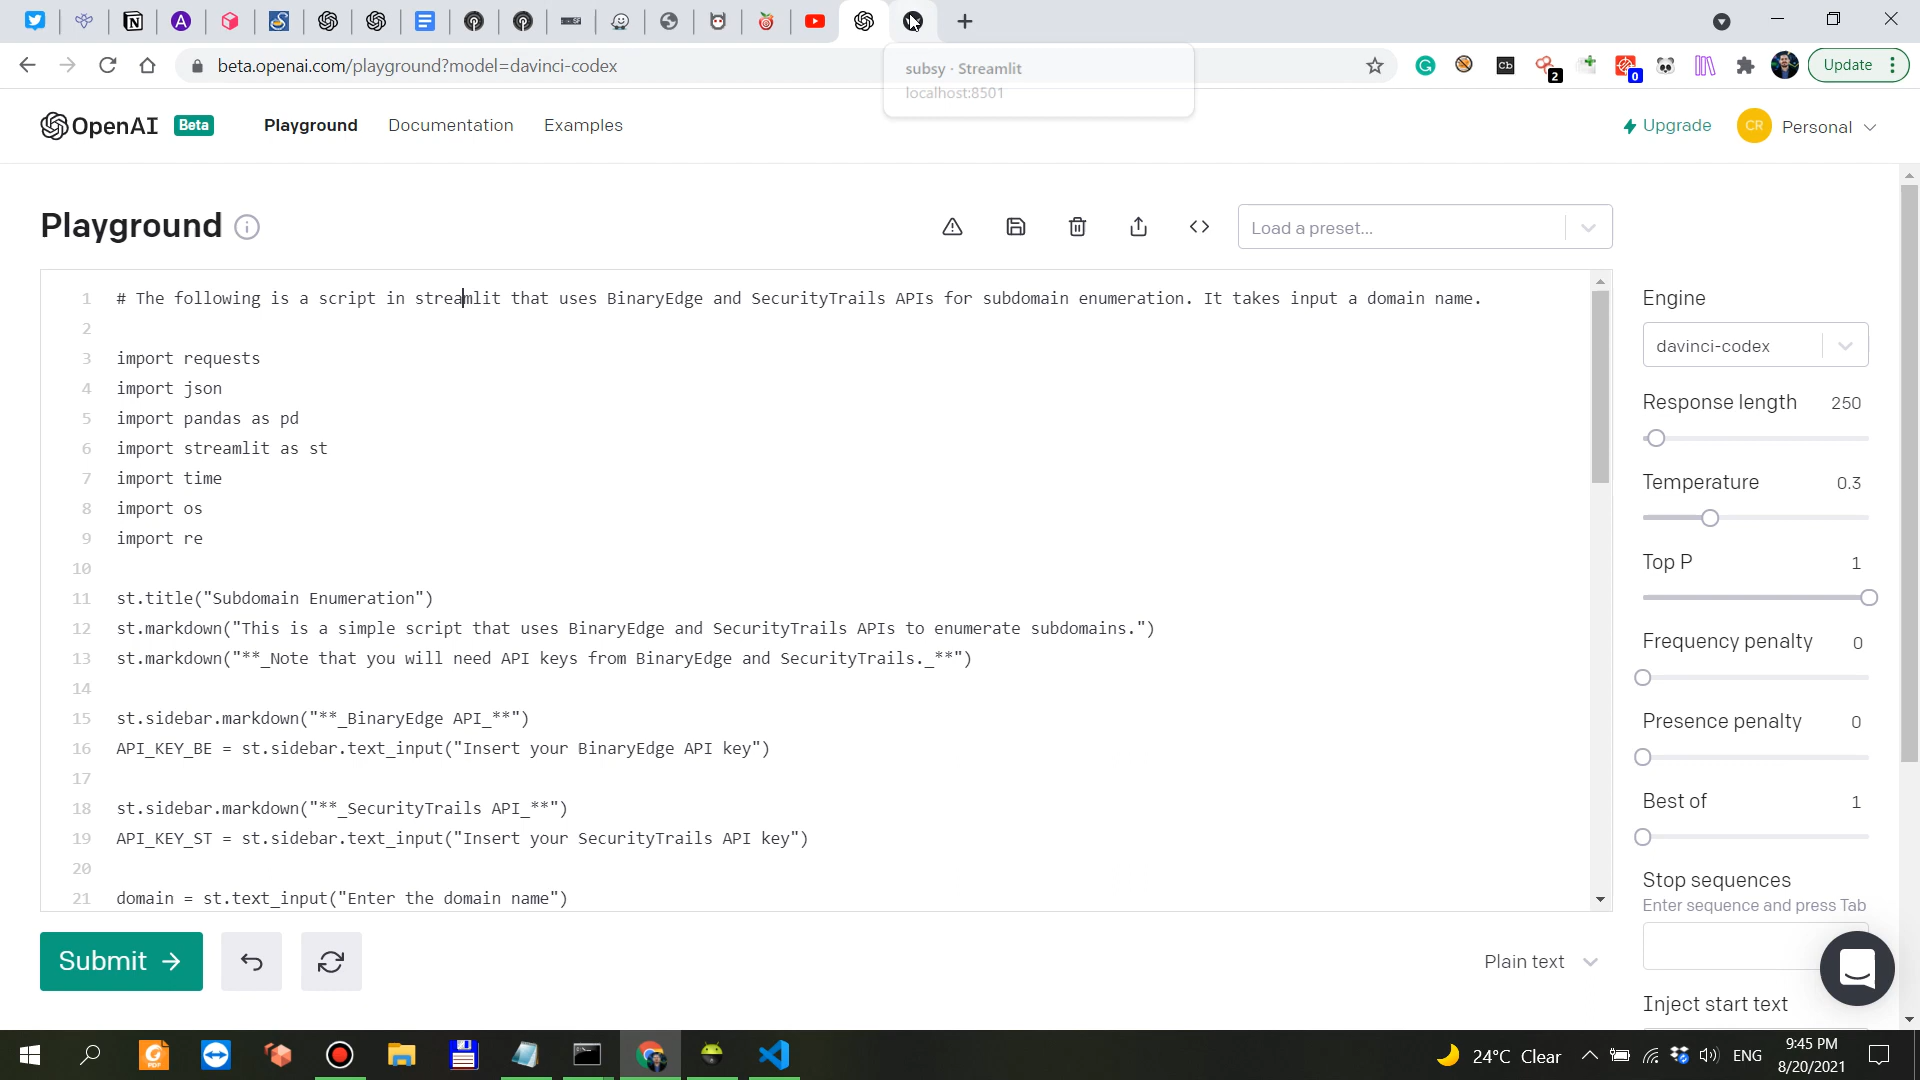 beta.openai.com/playground?model=davinci-codex
subsy · Streamlit
localhost:8501
Cb
2
0
Update
OpenAI
Beta
Playground
Documentation
Examples
Upgrade
CR
Personal
Playground
Load a preset...
1 # The following is a script in streamlit that uses BinaryEdge and SecurityTrails APIs for subdomain enumeration. It takes input a domain name.
2
3 import requests
4 import json
5 import pandas as pd
6 import streamlit as st
7 import time
8 import os
9 import re
10
11 st.title("Subdomain Enumeration")
12 st.markdown("This is a simple script that uses BinaryEdge and SecurityTrails APIs to enumerate subdomains.")
13 st.markdown("**_Note that you will need API keys from BinaryEdge and SecurityTrails._**")
14
15 st.sidebar.markdown("**_BinaryEdge API_**")
16 API_KEY_BE = st.sidebar.text_input("Insert your BinaryEdge API key")
17
18 st.sidebar.markdown("**_SecurityTrails API_**")
19 API_KEY_ST = st.sidebar.text_input("Insert your SecurityTrails API key")
20
21 domain = st.text_input("Enter the domain name")
Engine
davinci-codex
Response length 250
Temperature 0.3
Top P 1
Frequency penalty 0
Presence penalty 0
Best of 1
Stop sequences
Enter sequence and press Tab
Inject start text
Submit
Plain text
24°C Clear
ENG
9:45 PM
8/20/2021